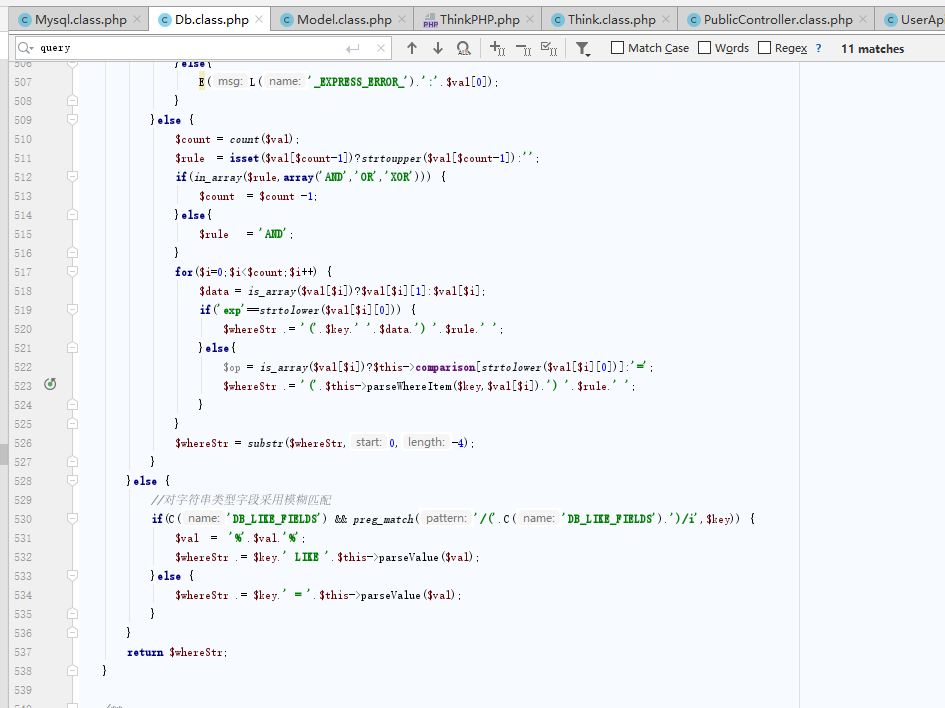 Mysql.class.php × Db.class.php × Model.class.php × ThinkPHP.php × Think.class.php × PublicController.class.php × UserAp
query Match Case Words Regex ? 11 matches
506 }else{
507 E( msg: L( name: '_EXPRESS_ERROR_').':'.$val[0]);
508 }
509 }else {
510 $count = count($val);
511 $rule = isset($val[$count-1])?strtoupper($val[$count-1]):'';
512 if(in_array($rule,array('AND','OR','XOR'))) {
513 $count = $count -1;
514 }else{
515 $rule = 'AND';
516 }
517 for($i=0;$i<$count;$i++) {
518 $data = is_array($val[$i])?$val[$i][1]:$val[$i];
519 if('exp'==strtolower($val[$i][0])) {
520 $whereStr .= '('.$key.' '.$data.') '.$rule.' ';
521 }else{
522 $op = is_array($val[$i])?$this->comparison[strtolower($val[$i][0])]:'=';
523 $whereStr .= '('.$this->parseWhereItem($key,$val[$i]).') '.$rule.' ';
524 }
525 }
526 $whereStr = substr($whereStr, start: 0, length: -4);
527 }
528 }else {
529 //对字符串类型字段采用模糊匹配
530 if(C( name: 'DB_LIKE_FIELDS') && preg_match( pattern: '/('.C( name: 'DB_LIKE_FIELDS').')/i',$key)) {
531 $val = '%'.$val.'%';
532 $whereStr .= $key.' LIKE '.$this->parseValue($val);
533 }else {
534 $whereStr .= $key.' = '.$this->parseValue($val);
535 }
536 }
537 return $whereStr;
538 }
539
540 /**